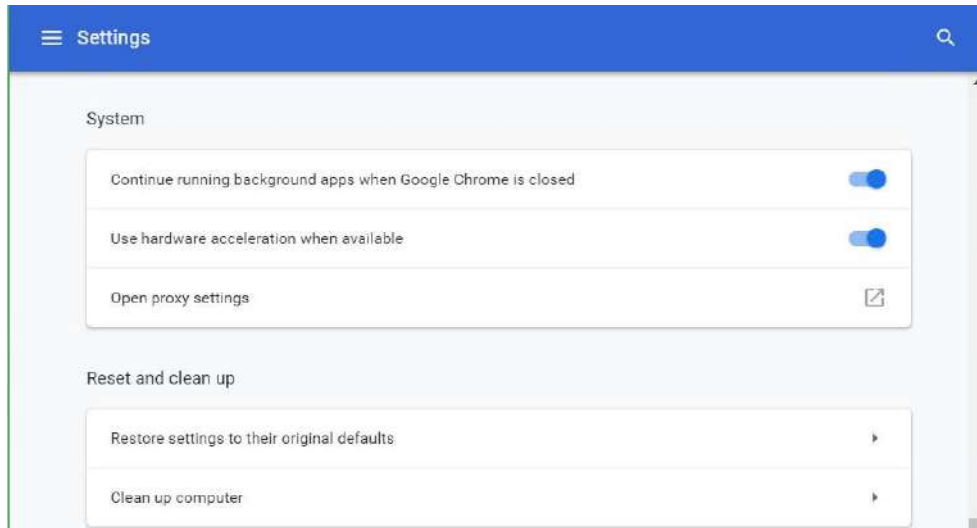 Settings
System
Continue running background apps when Google Chrome is closed
Use hardware acceleration when available
Open proxy settings
Reset and clean up
Restore settings to their original defaults
Clean up computer